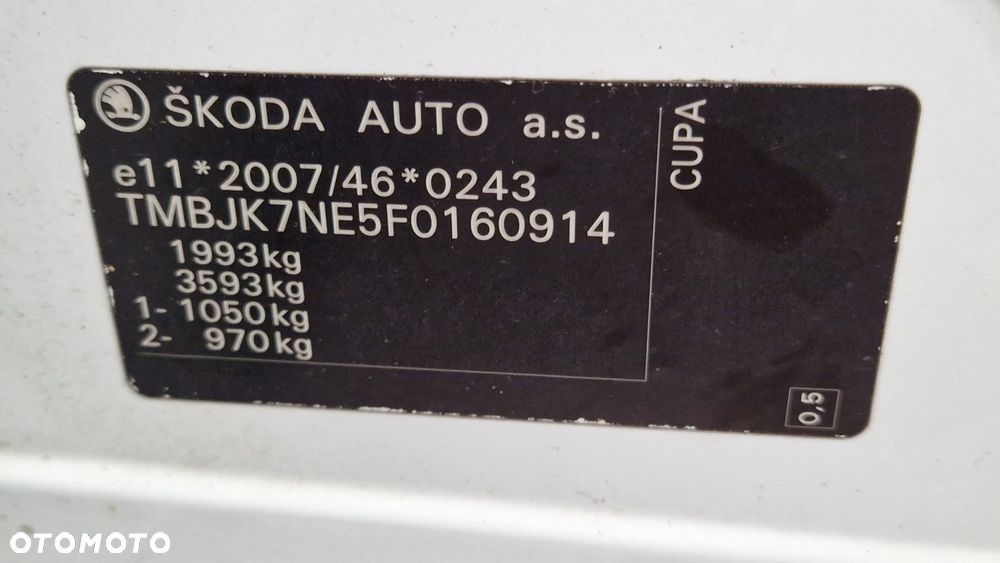 ŠKODA AUTO a.s.
e11*2007/46*0243
TMBJK7NE5F0160914
1993kg
3593kg
1- 1050kg
2- 970kg
CUPA
0,5
OTOMOTO